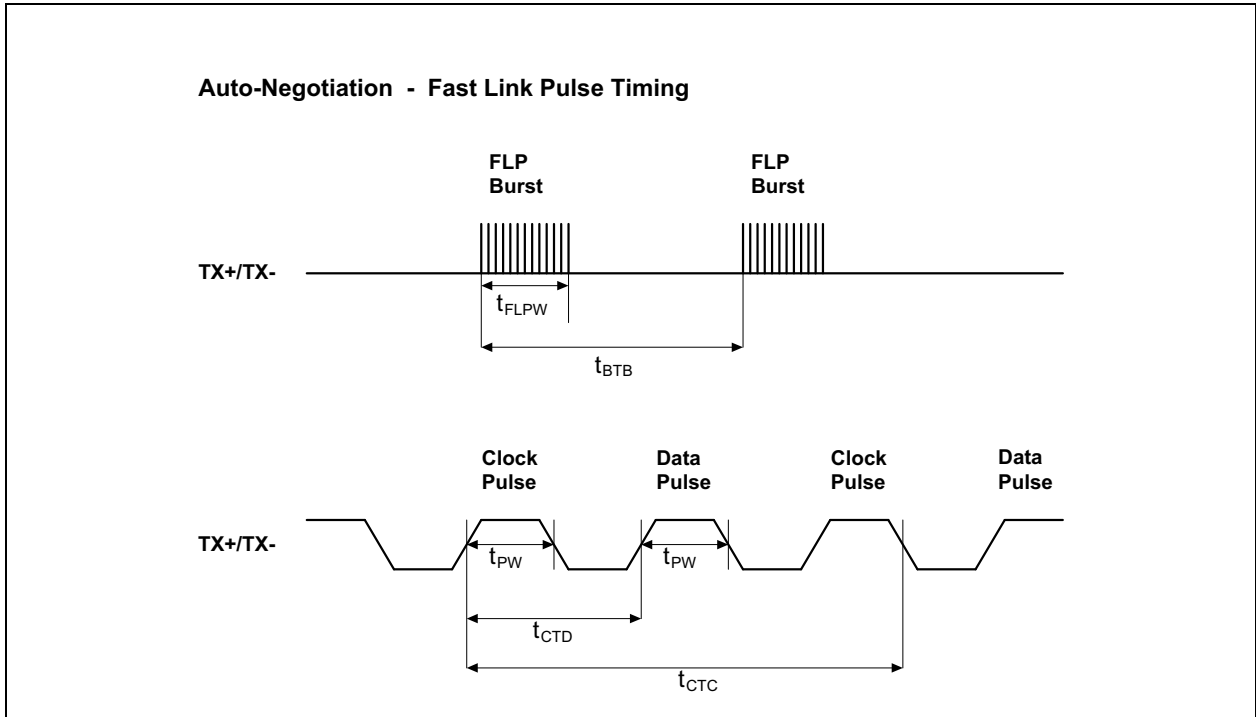 Auto-Negotiation - Fast Link Pulse Timing
FLP
Burst
FLP
Burst
TX+/TX-
tFLPW
tBTB
Clock
Pulse
Data
Pulse
Clock
Pulse
Data
Pulse
TX+/TX-
tPW
tPW
tCTD
tCTC